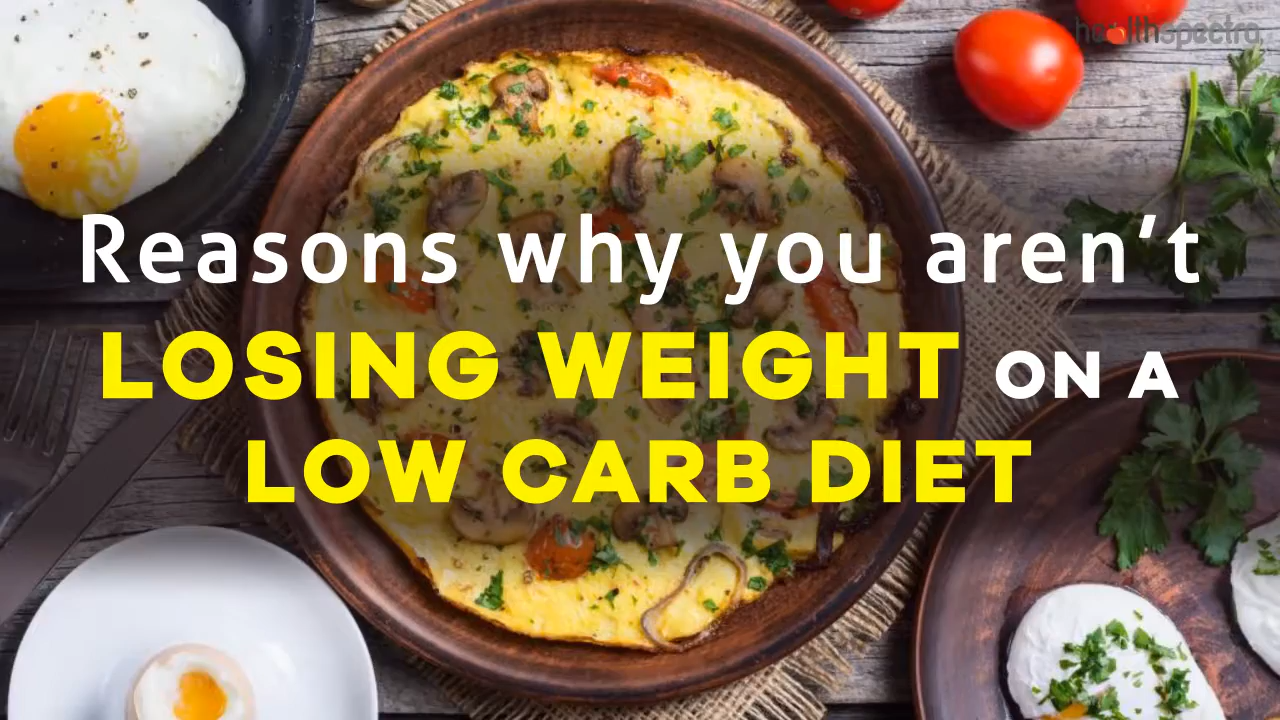 healthspectra
Reasons why you aren't
LOSING WEIGHT ON A
LOW CARB DIET